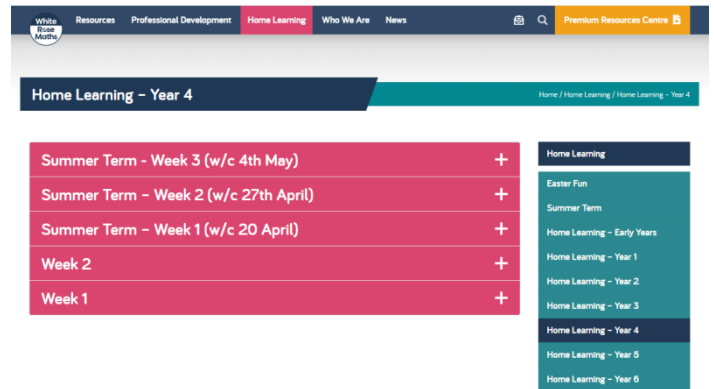 White
Rose
Maths
Resources Professional Development Home Learning Who We Are News Premium Resources Centre
Home Learning – Year 4
Home / Home Learning / Home Learning – Year 4
Summer Term - Week 3 (w/c 4th May) +
Summer Term – Week 2 (w/c 27th April) +
Summer Term – Week 1 (w/c 20 April) +
Week 2 +
Week 1 +
Home Learning
Easter Fun
Summer Term
Home Learning – Early Years
Home Learning – Year 1
Home Learning – Year 2
Home Learning – Year 3
Home Learning – Year 4
Home Learning – Year 5
Home Learning – Year 6